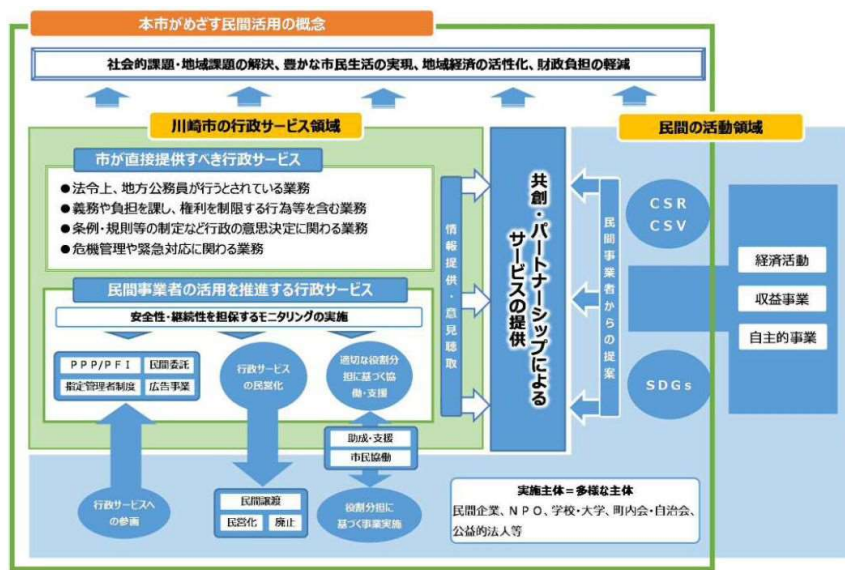 本市がめざす民間活用の概念
社会的課題・地域課題の解決、豊かな市民生活の実現、地域経済の活性化、財政負担の軽減
川崎市の行政サービス領域
民間の活動領域
市が直接提供すべき行政サービス
●法令上、地方公務員が行うとされている業務
●義務や負担を課し、権利を制限する行為等を含む業務
●条例・規則等の制定など行政の意思決定に関わる業務
●危機管理や緊急対応に関わる業務
民間事業者の活用を推進する行政サービス
安全性・継続性を担保するモニタリングの実施
PPP/PFI
民間委託
指定管理者制度
広告事業
行政サービス
の民営化
適切な役割分
担に基づく協
働・支援
情報提供・意見聴取
共創・パートナーシップによる
サービスの提供
民間事業者からの提案
CSR
CSV
SDGs
経済活動
収益事業
自主的事業
助成・支援
市民協働
行政サービスへ
の参画
民間譲渡
民営化
廃止
役割分担に
基づく事業実施
実施主体＝多様な主体
民間企業、NPO、学校・大学、町内会・自治会、
公益的法人等